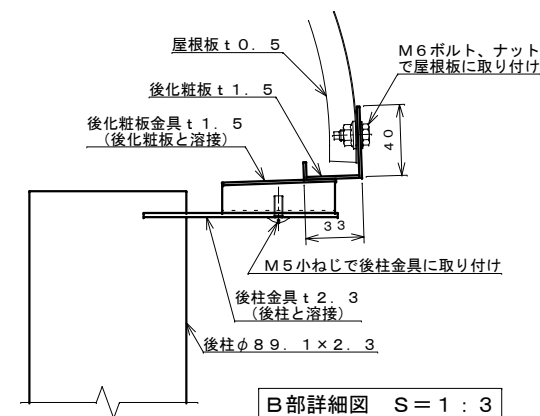 屋根板ｔ０．５
Ｍ６ボルト、ナット
で屋根板に取り付け
後化粧板ｔ１．５
後化粧板金具ｔ１．５
(後化粧板と溶接)
４０
３３
Ｍ５小ねじで後柱金具に取り付け
後柱金具ｔ２．３
(後柱と溶接)
後柱φ８９．１×２．３
Ｂ部詳細図　Ｓ＝１：３